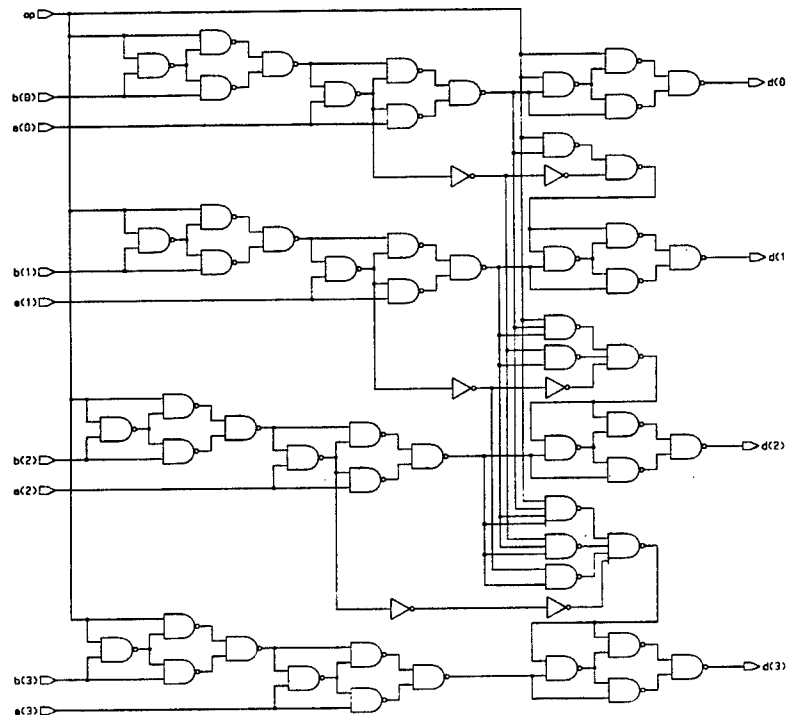 op
b(0)
a(0)
d(0
b(1)
a(1)
d(1
b(2)
a(2)
d(2)
b(3)
a(3)
d(3)